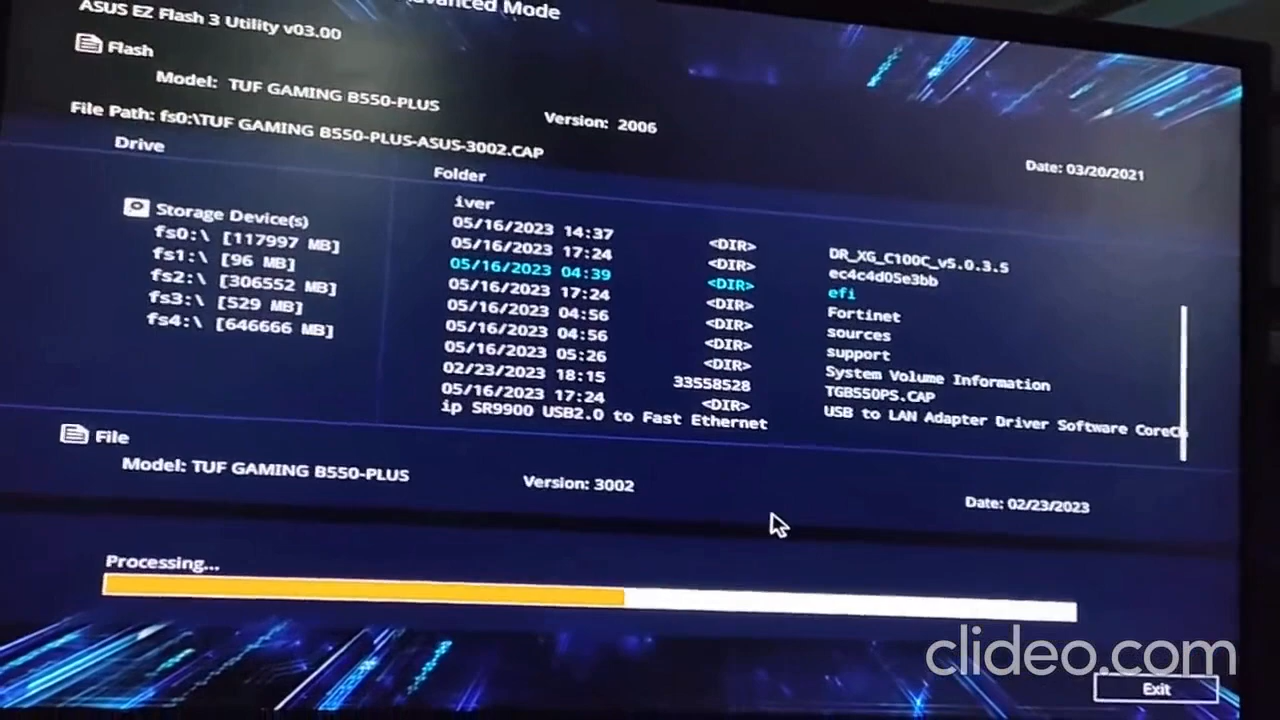 Advanced Mode
ASUS EZ Flash 3 Utility v03.00
Flash
Model: TUF GAMING B550-PLUS
Version: 2006
Date: 03/20/2021
File Path: fs0:\TUF GAMING B550-PLUS-ASUS-3002.CAP
Drive
Folder
Storage Device(s)
fs0:\ [117997 MB]
fs1:\ [96 MB]
fs2:\ [306552 MB]
fs3:\ [529 MB]
fs4:\ [646666 MB]
iver
05/16/2023 14:37 <DIR> DR_XG_C100C_v5.0.3.5
05/16/2023 17:24 <DIR> ec4c4d05e3bb
05/16/2023 04:39 <DIR> efi
05/16/2023 17:24 <DIR> Fortinet
05/16/2023 04:56 <DIR> sources
05/16/2023 04:56 <DIR> support
05/16/2023 05:26 <DIR> System Volume Information
02/23/2023 18:15 33558528 TGB550PS.CAP
05/16/2023 17:24 <DIR> USB to LAN Adapter Driver Software CoreCh
ip SR9900 USB2.0 to Fast Ethernet
File
Model: TUF GAMING B550-PLUS
Version: 3002
Date: 02/23/2023
Processing...
clideo.com
Exit